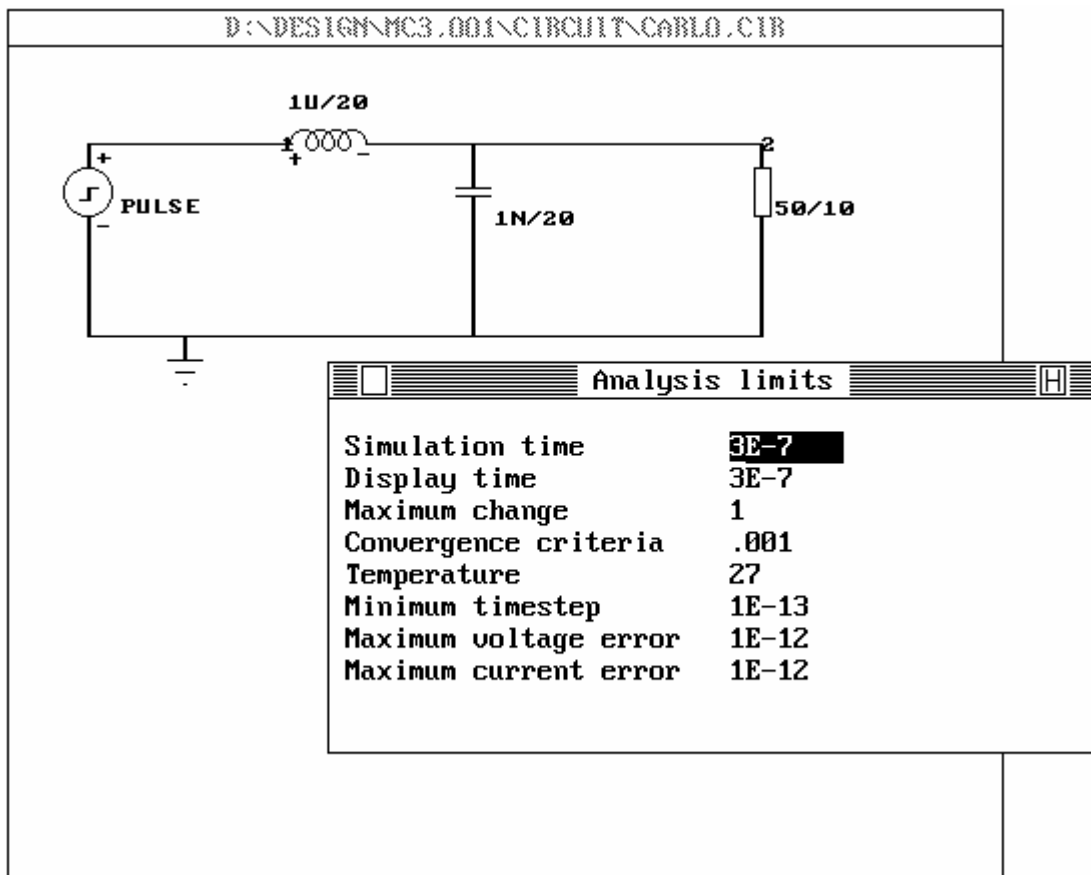 D:\DESIGN\MC3.001\CIRCUIT\CARLO.CIR
1U/20
1
2
+
+
-
PULSE
-
1N/20
50/10
Analysis limits
H
Simulation time 3E-7
Display time 3E-7
Maximum change 1
Convergence criteria .001
Temperature 27
Minimum timestep 1E-13
Maximum voltage error 1E-12
Maximum current error 1E-12